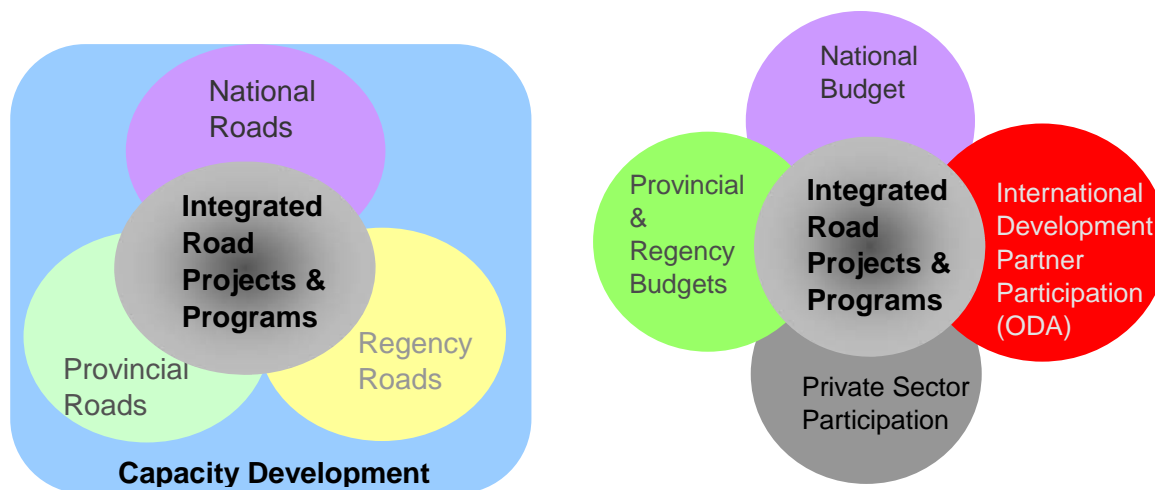 National
Roads
Integrated
Road
Projects &
Programs
Provincial
Roads
Regency
Roads
Capacity Development
National
Budget
Provincial
&
Regency
Budgets
Integrated
Road
Projects &
Programs
International
Development
Partner
Participation
(ODA)
Private Sector
Participation